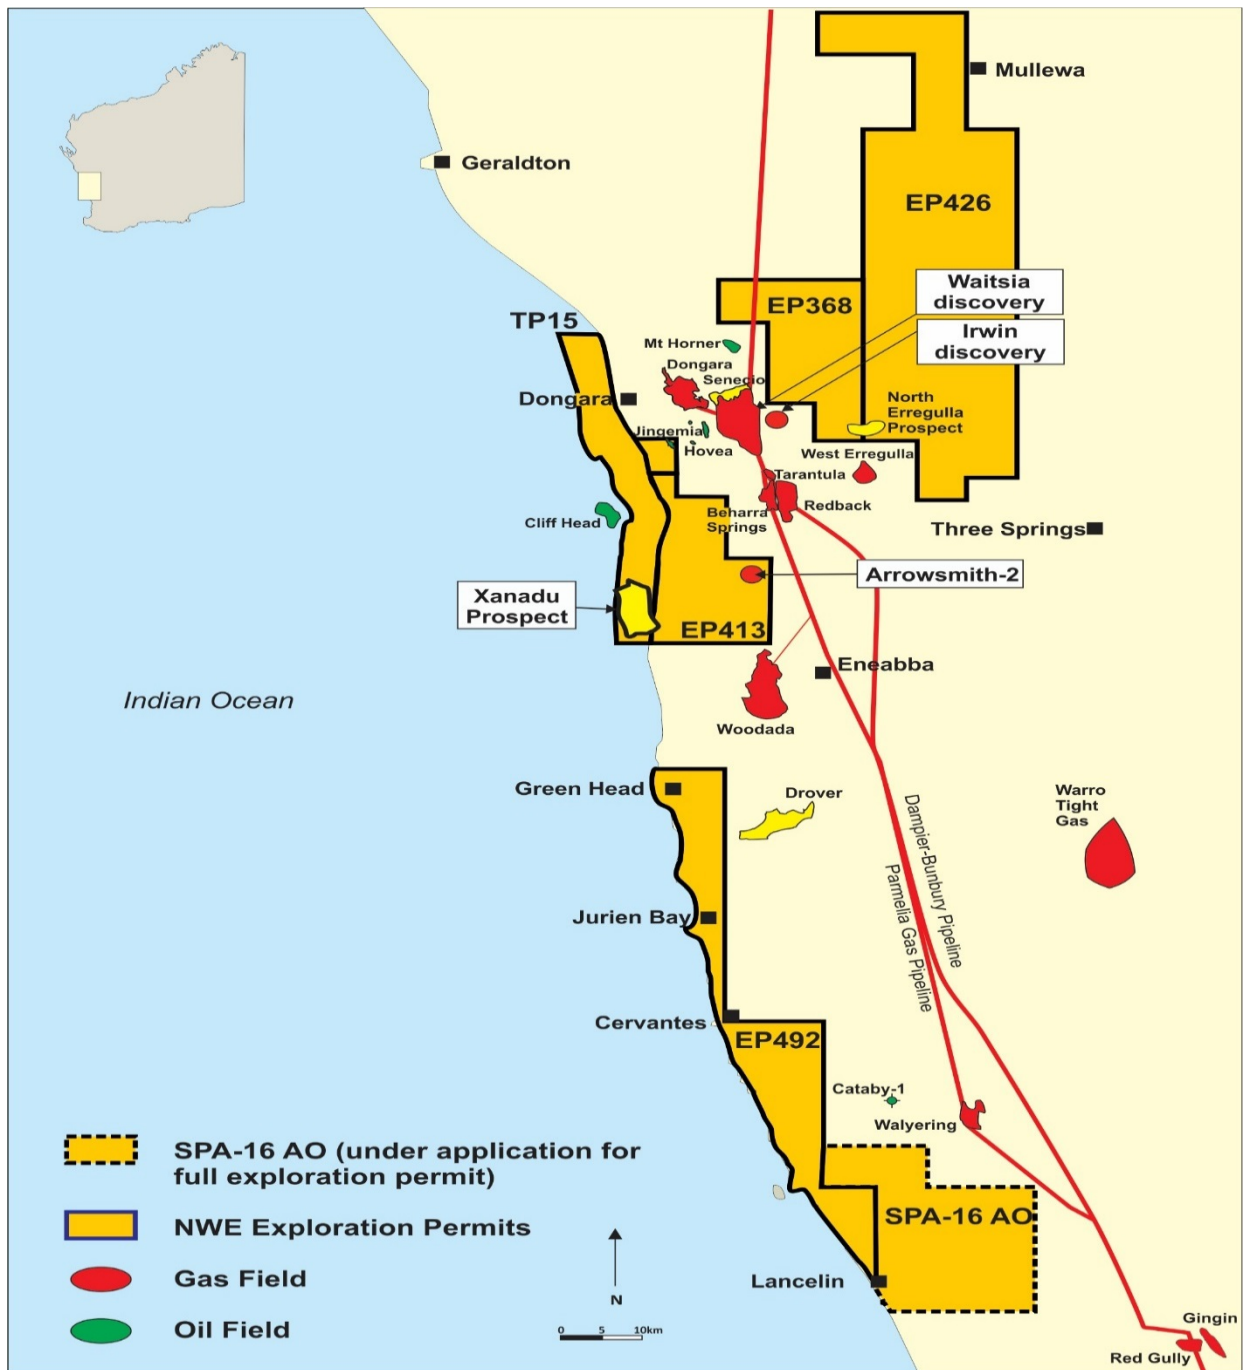 Mullewa
Geraldton
EP426
Waitsia
discovery
EP368
TP15
Irwin
discovery
Mt Horner
Dongara
Senecio
Dongara
North
Erregulla
Prospect
Jingemia
Hovea
West Erregulla
Tarantula
Redback
Beharra
Springs
Cliff Head
Three Springs
Arrowsmith-2
Xanadu
Prospect
EP413
Eneabba
Indian Ocean
Woodada
Green Head
Drover
Warro
Tight
Gas
Dampier-Bunbury Pipeline
Parmelia Gas Pipeline
Jurien Bay
Cervantes
EP492
Cataby-1
Walyering
SPA-16 AO (under application for
full exploration permit)
SPA-16 AO
NWE Exploration Permits
Gas Field
Lancelin
N
Oil Field
0 5 10km
Gingin
Red Gully